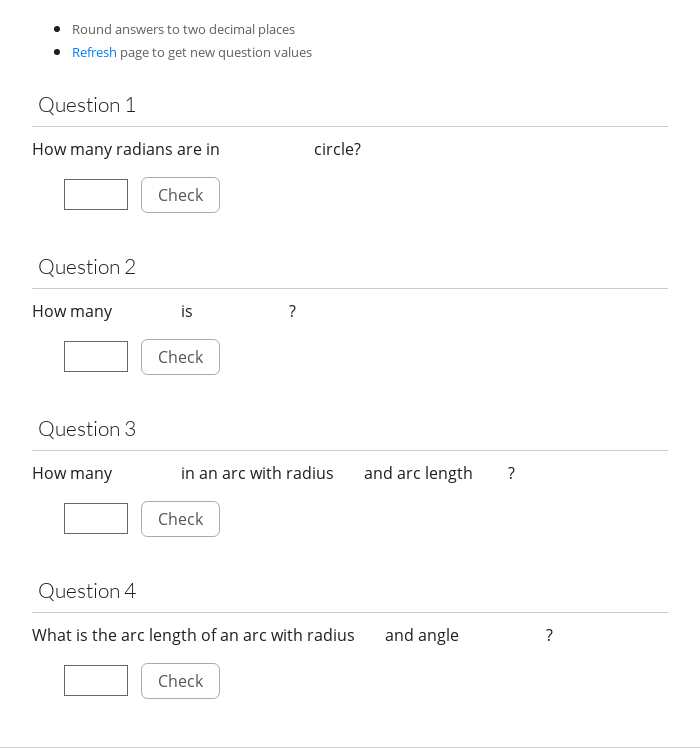 Round answers to two decimal places
Refresh page to get new question values
Question 1
How many radians are in circle?
Check
Question 2
How many is ?
Check
Question 3
How many in an arc with radius and arc length ?
Check
Question 4
What is the arc length of an arc with radius and angle ?
Check